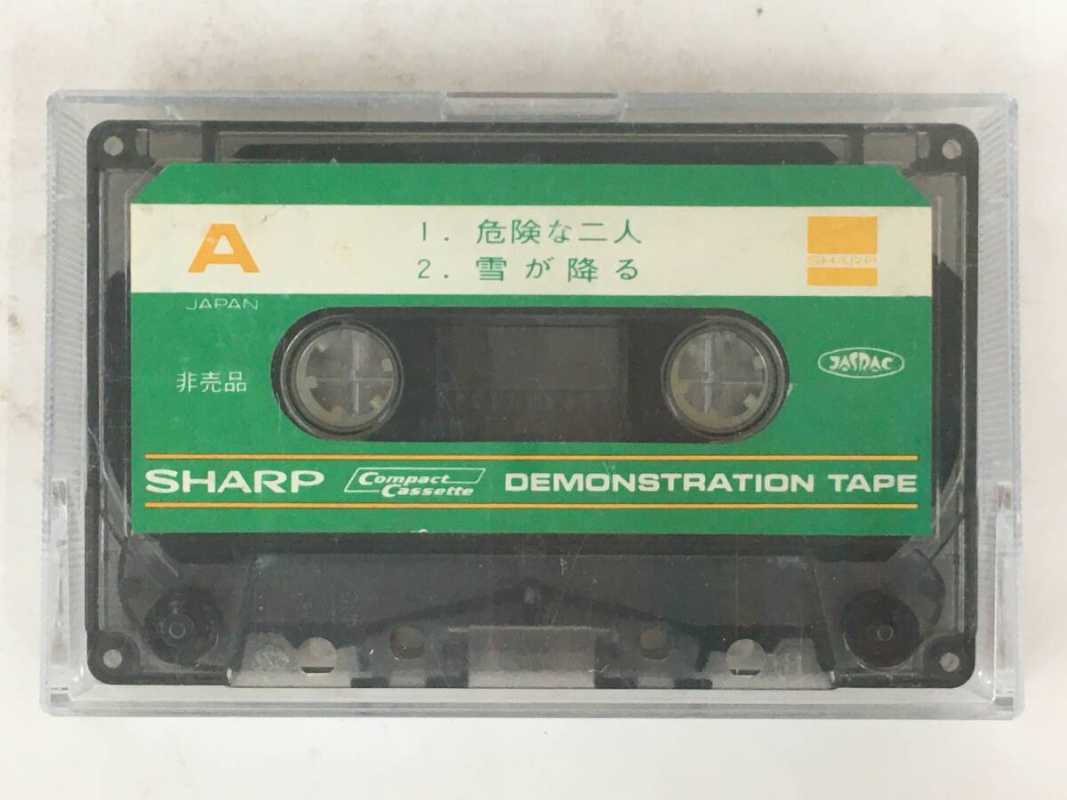 A
1. 危険な二人
2. 雪が降る
SHARP
JAPAN
非売品
JASRAC
SHARP Compact Cassette DEMONSTRATION TAPE